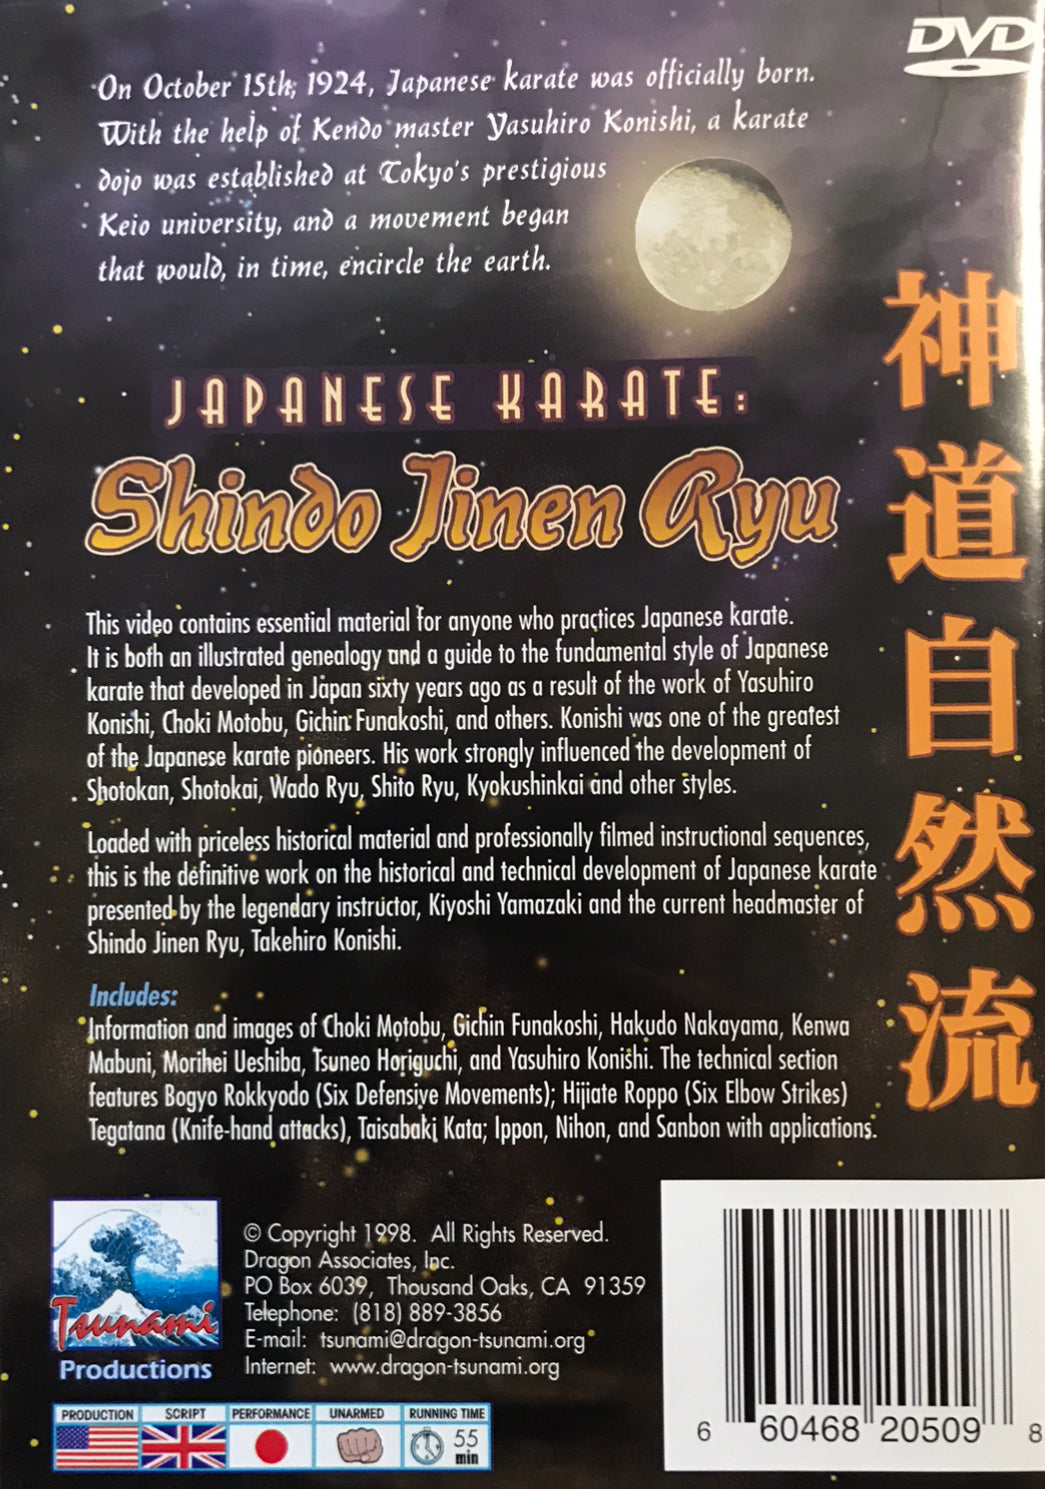 DVD
On October 15th, 1924, Japanese karate was officially born.
With the help of Kendo master Yasuhiro Konishi, a karate
dojo was established at Tokyo's prestigious
Keio university, and a movement began
that would, in time, encircle the earth.
JAPANESE KARATE:
Shindo Jinen Ryu
神道自然流
This video contains essential material for anyone who practices Japanese karate.
It is both an illustrated genealogy and a guide to the fundamental style of Japanese
karate that developed in Japan sixty years ago as a result of the work of Yasuhiro
Konishi, Choki Motobu, Gichin Funakoshi, and others. Konishi was one of the greatest
of the Japanese karate pioneers. His work strongly influenced the development of
Shotokan, Shotokai, Wado Ryu, Shito Ryu, Kyokushinkai and other styles.
Loaded with priceless historical material and professionally filmed instructional sequences,
this is the definitive work on the historical and technical development of Japanese karate
presented by the legendary instructor, Kiyoshi Yamazaki and the current headmaster of
Shindo Jinen Ryu, Takehiro Konishi.
Includes:
Information and images of Choki Motobu, Gichin Funakoshi, Hakudo Nakayama, Kenwa
Mabuni, Morihei Ueshiba, Tsuneo Horiguchi, and Yasuhiro Konishi. The technical section
features Bogyo Rokkyodo (Six Defensive Movements); Hijiate Roppo (Six Elbow Strikes)
Tegatana (Knife-hand attacks), Taisabaki Kata; Ippon, Nihon, and Sanbon with applications.
Tsunami
Productions
© Copyright 1998. All Rights Reserved.
Dragon Associates, Inc.
PO Box 6039, Thousand Oaks, CA 91359
Telephone: (818) 889-3856
E-mail: tsunami@dragon-tsunami.org
Internet: www.dragon-tsunami.org
PRODUCTION SCRIPT PERFORMANCE UNARMED RUNNING TIME
55
min
6 60468 20509 8